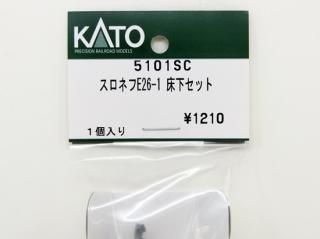 KATO
PRECISION RAILROAD MODELS
5101SC
スロネフE26-1 床下セット
¥1210
1個入り